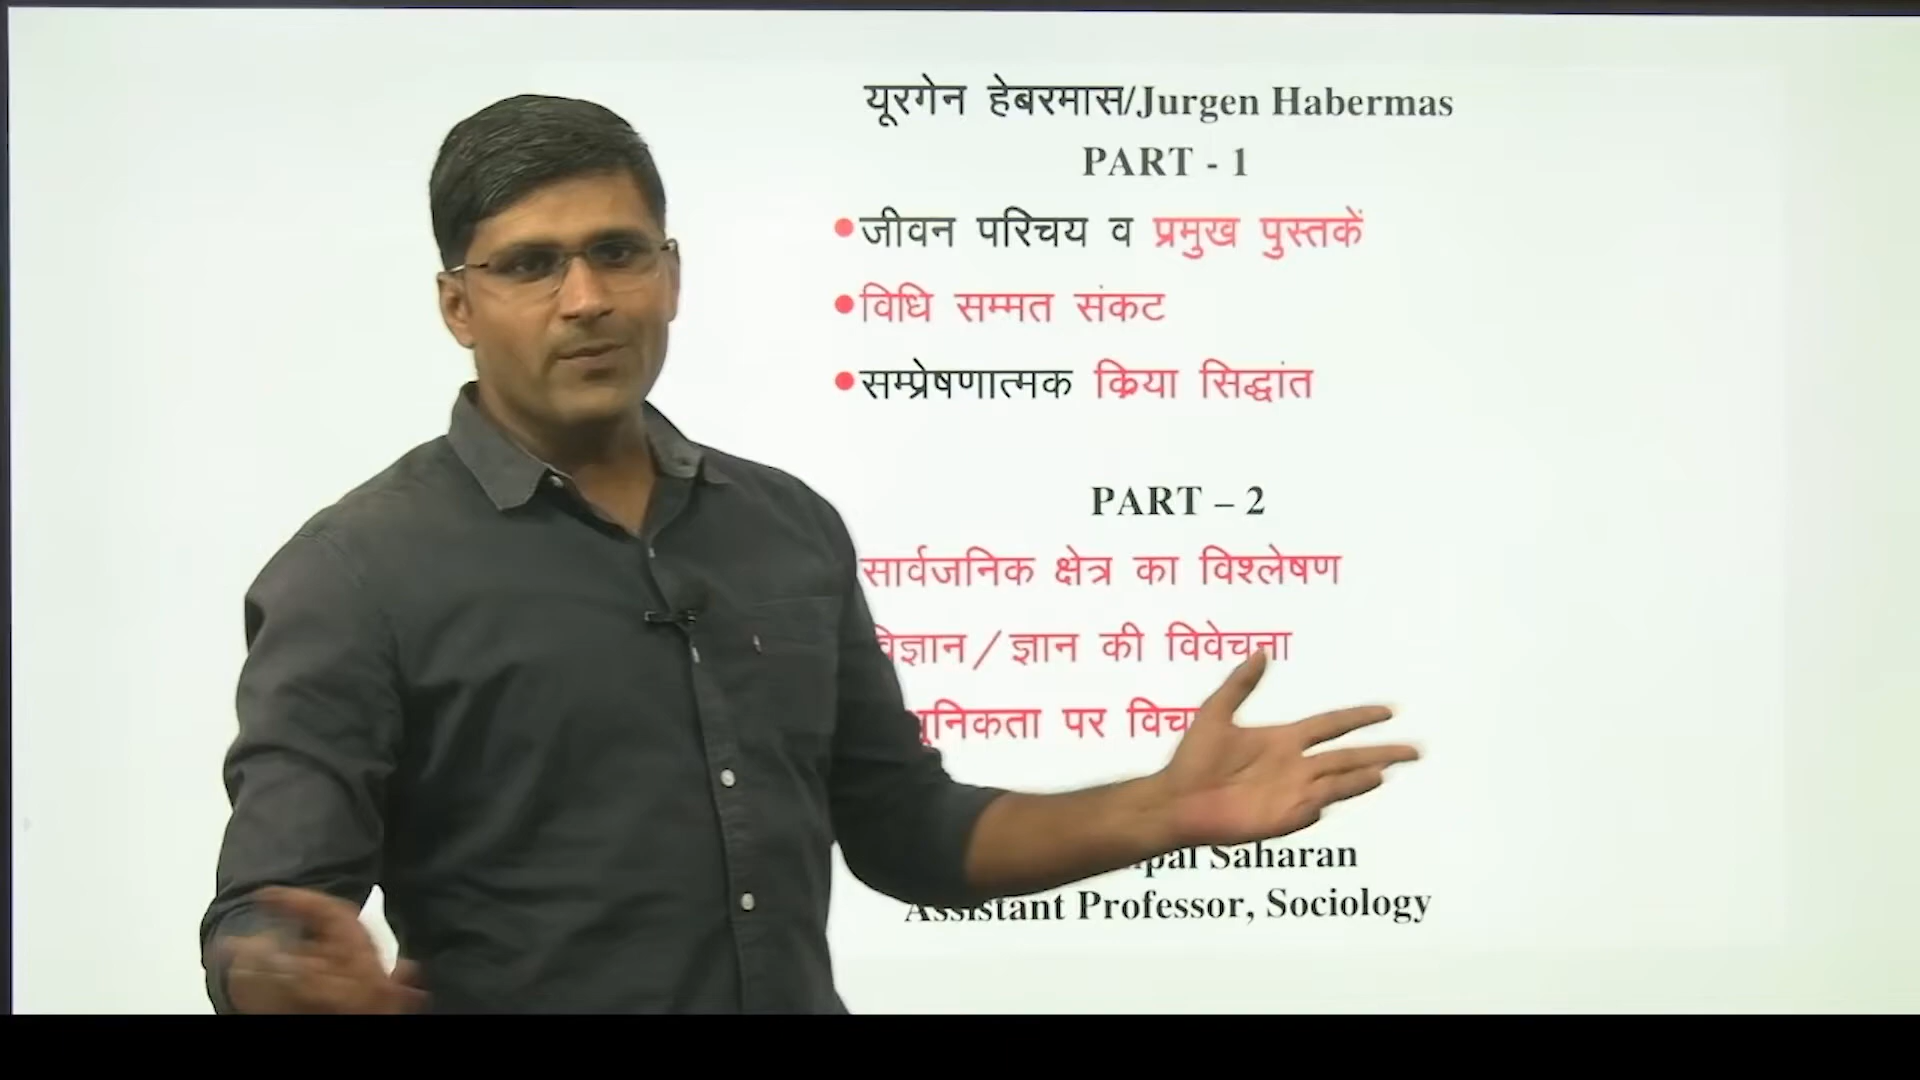 यूरगेन हेबरमास/Jurgen Habermas
PART - 1
•जीवन परिचय व प्रमुख पुस्तकें
•विधि सम्मत संकट
•सम्प्रेषणात्मक क्रिया सिद्धांत
PART – 2
सार्वजनिक क्षेत्र का विश्लेषण
/ ज्ञान की विवेचना
पर
Saharan
Assistant Professor, Sociology